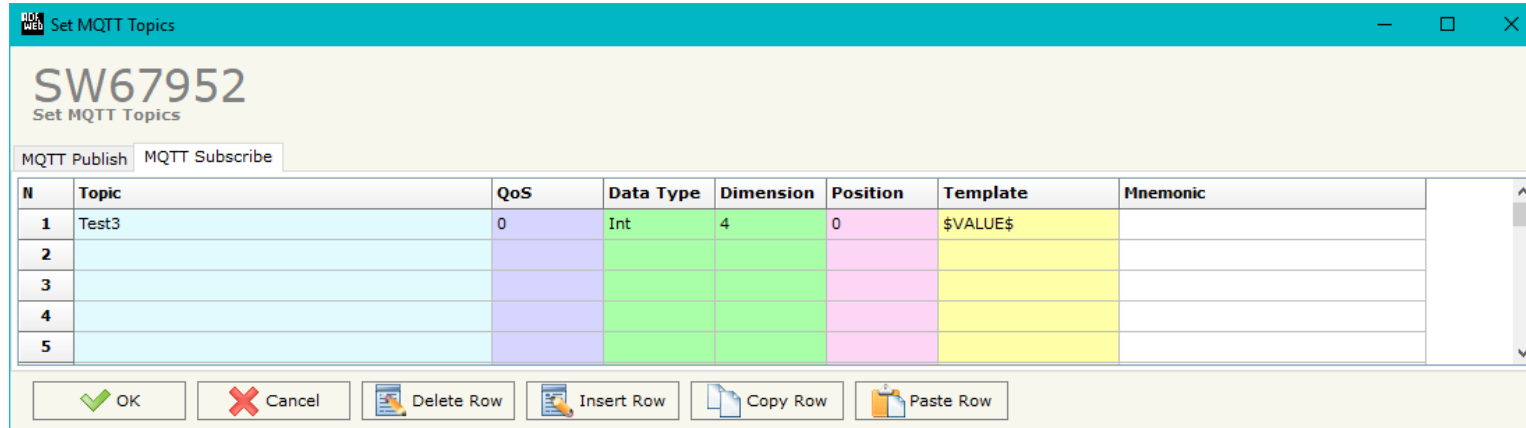 ADF WEB Set MQTT Topics
SW67952
Set MQTT Topics
MQTT Publish MQTT Subscribe
N Topic QoS Data Type Dimension Position Template Mnemonic
1 Test3 0 Int 4 0 $VALUE$
2
3
4
5
OK Cancel Delete Row Insert Row Copy Row Paste Row